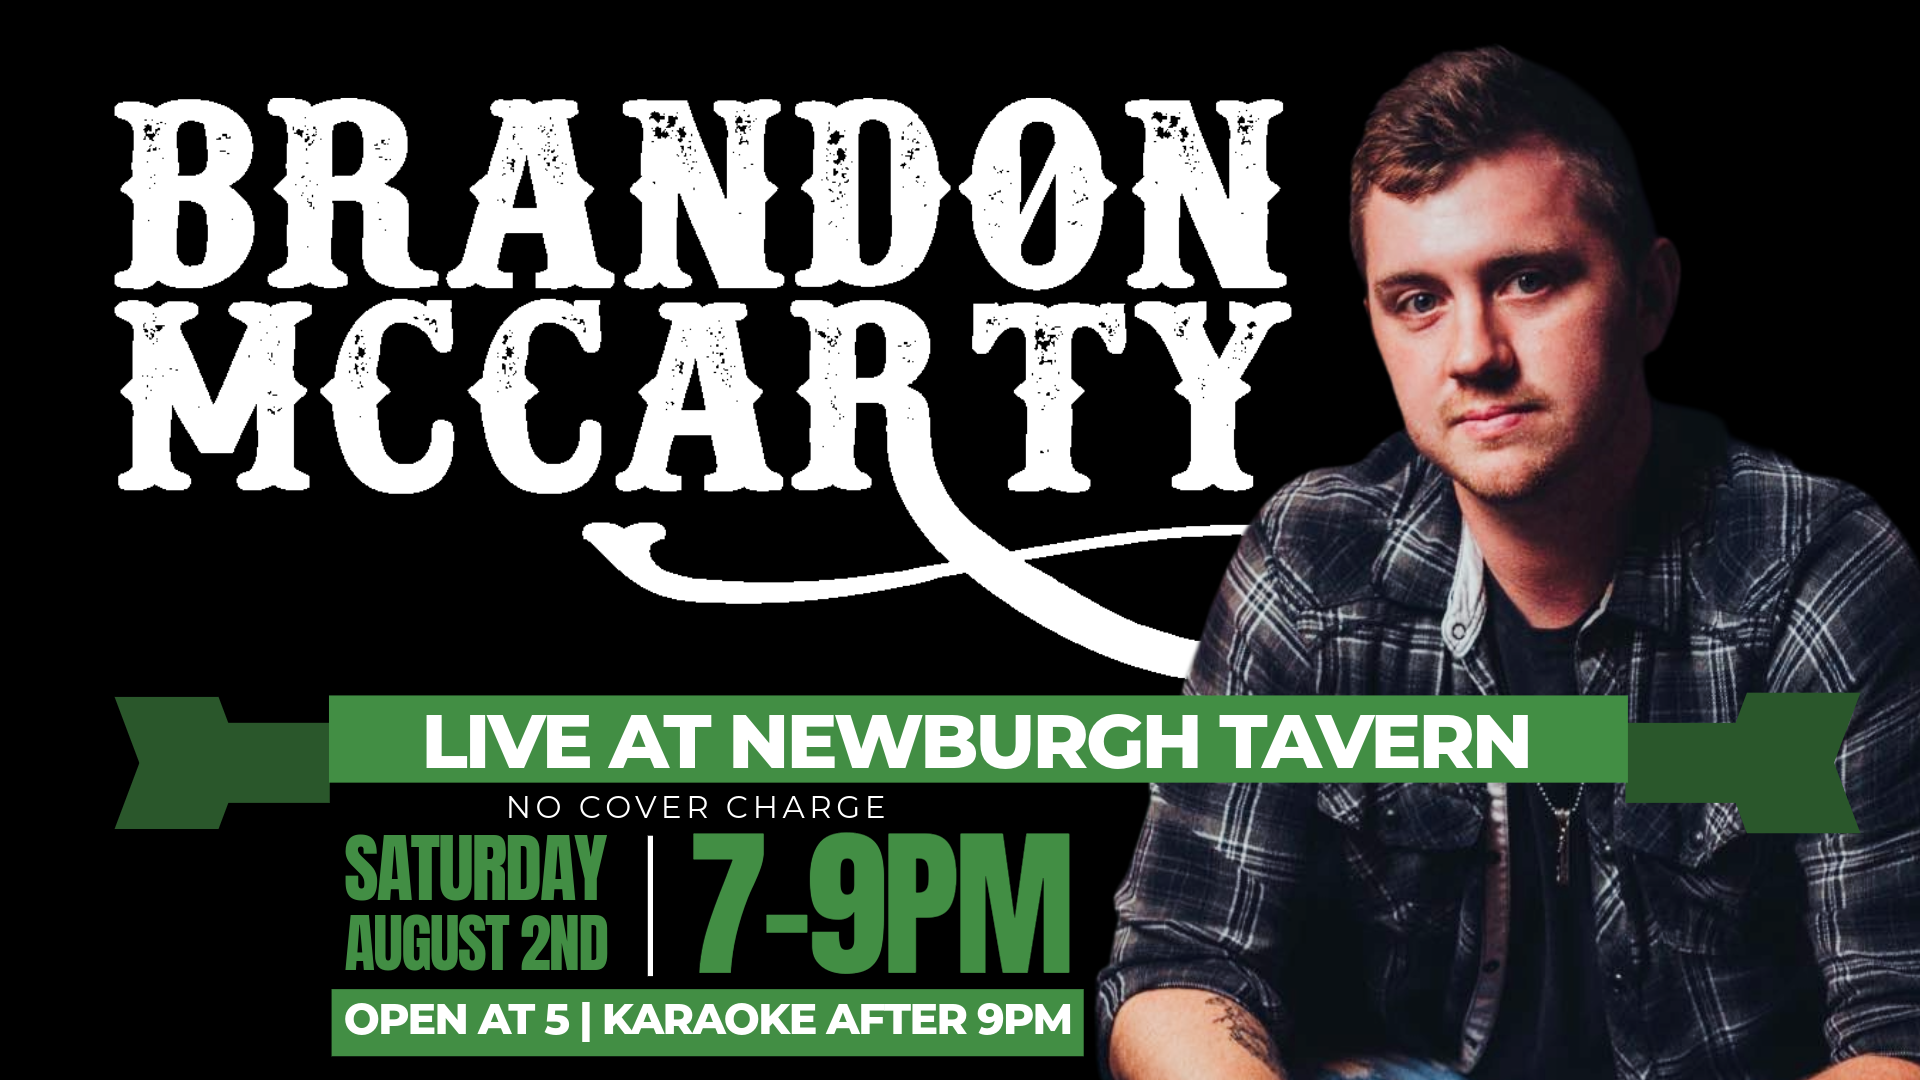 BRANDON
MCCARTY
LIVE AT NEWBURGH TAVERN
NO COVER CHARGE
SATURDAY
AUGUST 2ND
7-9PM
OPEN AT 5 | KARAOKE AFTER 9PM